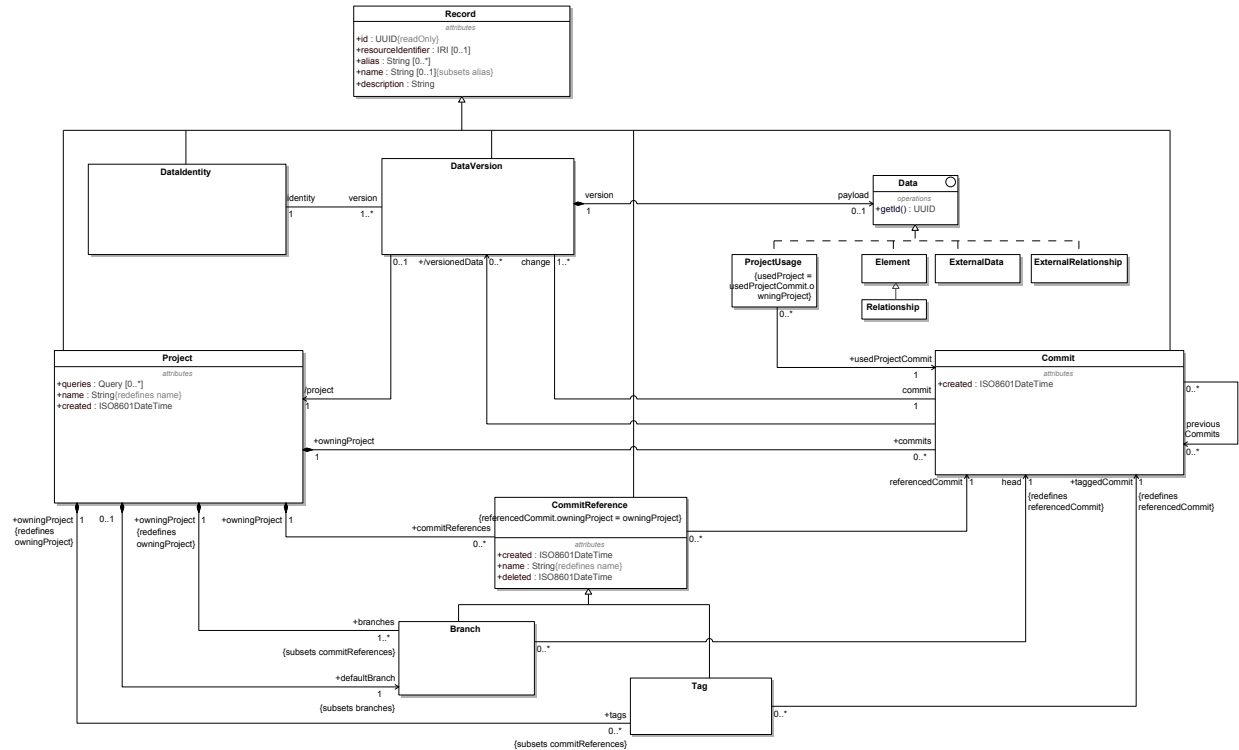 Record
attributes
+id : UUID{readOnly}
+resourceIdentifier : IRI [0..1]
+alias : String [0..*]
+name : String [0..1]{subsets alias}
+description : String
DataIdentity
identity
1
version
1..*
DataVersion
version
1
payload
0..1
Data
operations
+getId() : UUID
0..1
+/versionedData
0..*
change
1..*
ProjectUsage
{usedProject =
usedProjectCommit.o
wningProject}
0..*
Element
Relationship
ExternalData
ExternalRelationship
Project
attributes
+queries : Query [0..*]
+name : String{redefines name}
+created : ISO8601DateTime
/project
1
+usedProjectCommit
1
commit
1
Commit
attributes
+created : ISO8601DateTime
0..*
previous
Commits
0..*
+owningProject
1
+commits
0..*
referencedCommit
1
head
1
{redefines
referencedCommit}
+taggedCommit
1
{redefines
referencedCommit}
+owningProject
1
{redefines
owningProject}
0..1
+owningProject
1
{redefines
owningProject}
+owningProject
1
+commitReferences
0..*
CommitReference
{referencedCommit.owningProject = owningProject}
attributes
+created : ISO8601DateTime
+name : String{redefines name}
+deleted : ISO8601DateTime
0..*
+branches
1..*
{subsets commitReferences}
Branch
0..*
+defaultBranch
1
{subsets branches}
Tag
0..*
+tags
0..*
{subsets commitReferences}